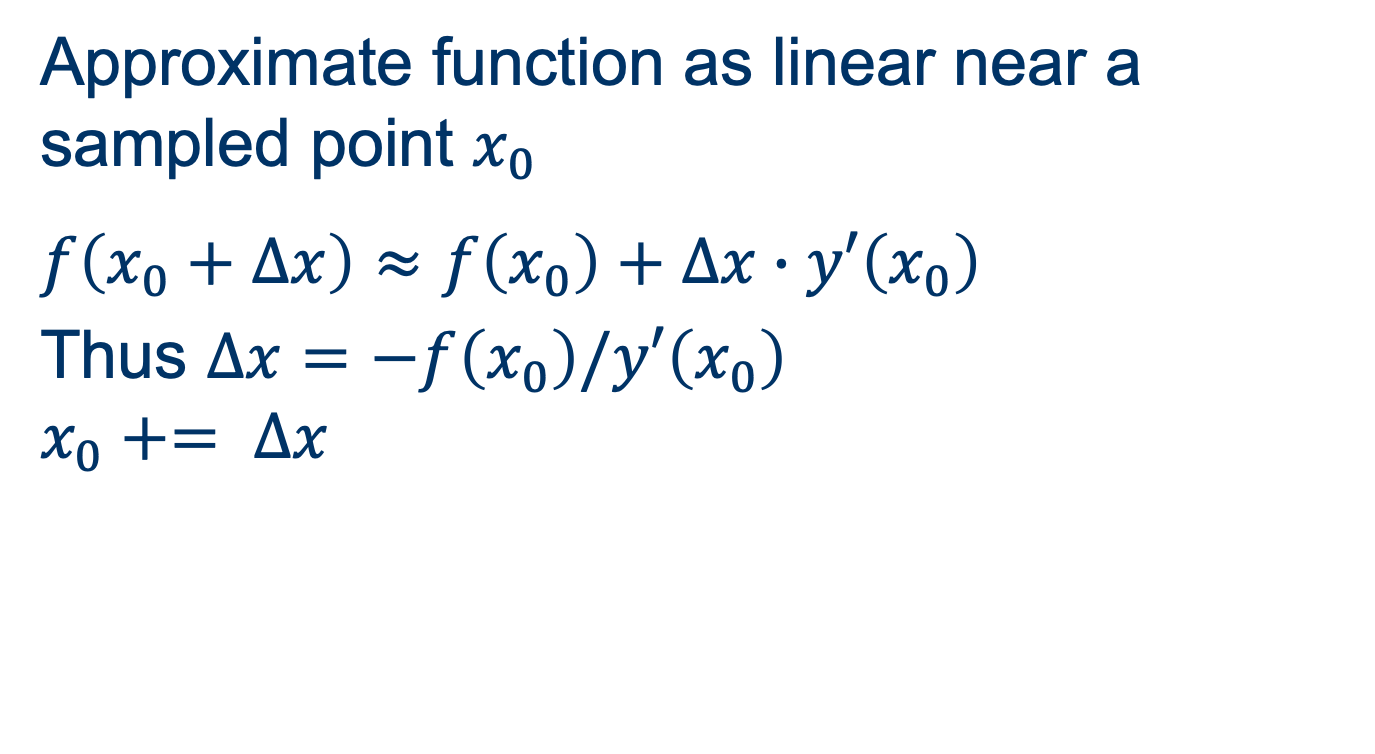 Approximate function as linear near a
sampled point 𝑥₀
𝑓(𝑥₀ + Δ𝑥) ≈ 𝑓(𝑥₀) + Δ𝑥 · 𝑦′(𝑥₀)
Thus Δ𝑥 = −𝑓(𝑥₀)/𝑦′(𝑥₀)
𝑥₀ += Δ𝑥